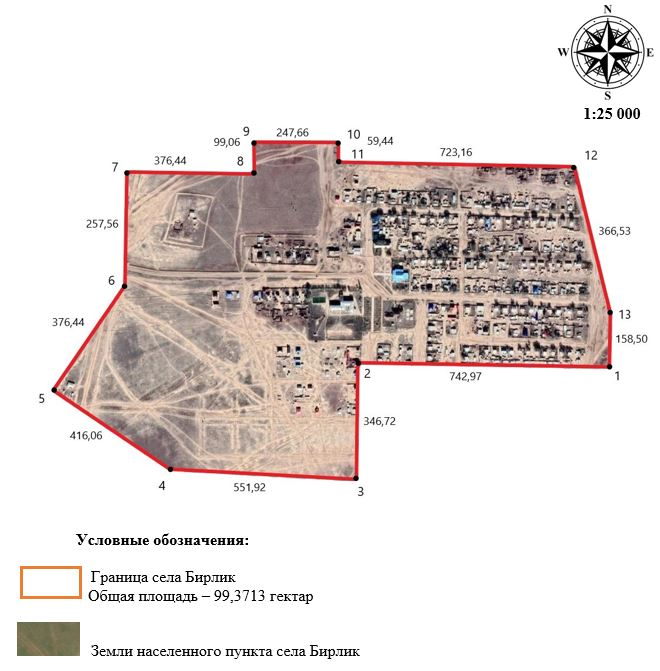 N
W E
S
1:25 000
9 247,66 10
99,06 59,44
7 376,44 8 11 723,16 12
257,56
366,53
6
376,44
13
158,50
2
742,97 1
5
346,72
416,06
4
551,92 3
Условные обозначения:
Граница села Бирлик
Общая площадь – 99,3713 гектар
Земли населенного пункта села Бирлик